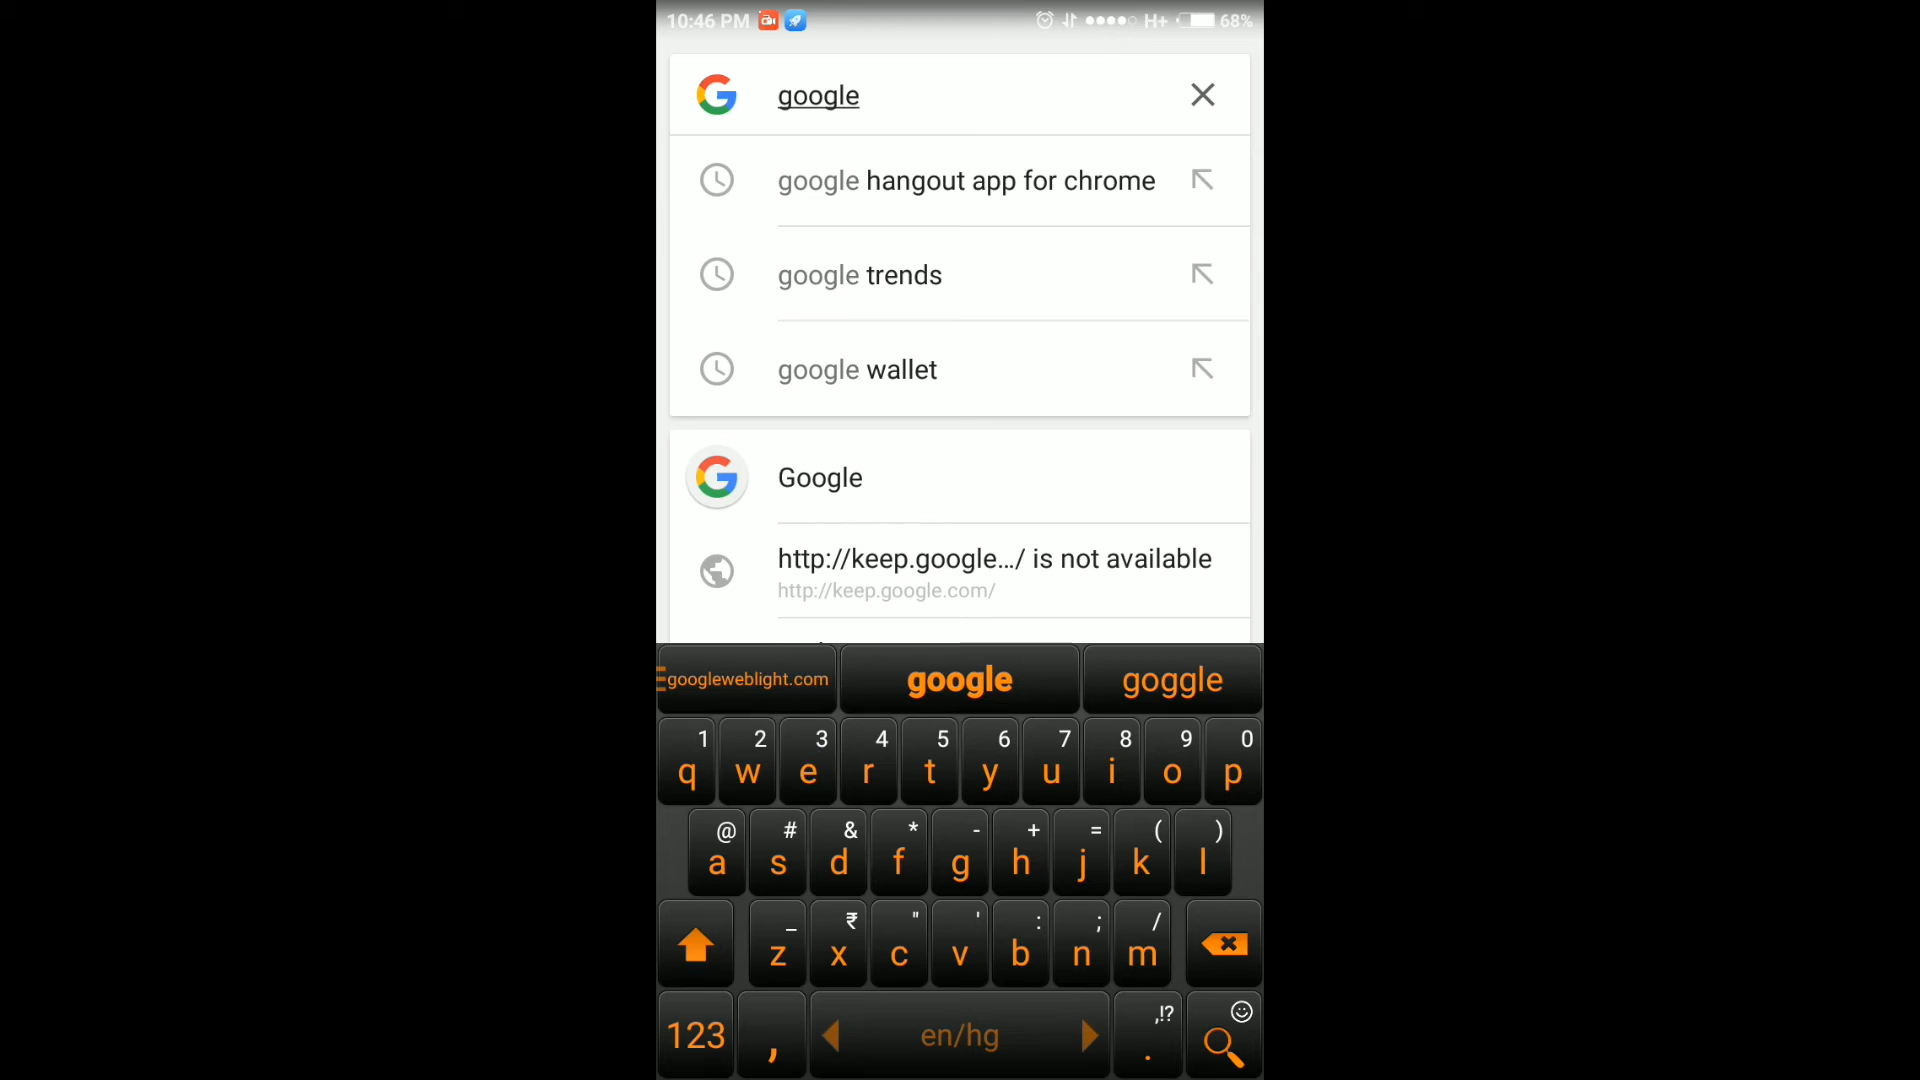 10:46 PM H+ 68%
google
google hangout app for chrome
google trends
google wallet
Google
http://keep.google.../ is not available
http://keep.google.com/
googleweblight.com google goggle
1 2 3 4 5 6 7 8 9 0
q w e r t y u i o p
@ # & * - + = ( )
a s d f g h j k l
_ ₹ " ' : ; /
z x c v b n m
,!?
123 , en/hg .